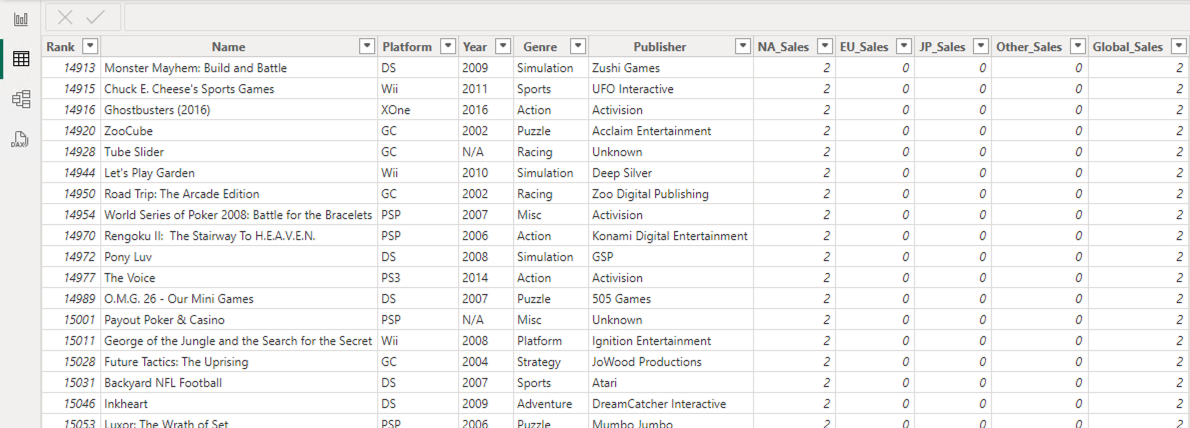 Rank Name Platform Year Genre Publisher NA_Sales EU_Sales JP_Sales Other_Sales Global_Sales
14913 Monster Mayhem: Build and Battle DS 2009 Simulation Zushi Games 2 0 0 0 2
14915 Chuck E. Cheese's Sports Games Wii 2011 Sports UFO Interactive 2 0 0 0 2
14916 Ghostbusters (2016) XOne 2016 Action Activision 2 0 0 0 2
14920 ZooCube GC 2002 Puzzle Acclaim Entertainment 2 0 0 0 2
14928 Tube Slider GC N/A Racing Unknown 2 0 0 0 2
14944 Let's Play Garden Wii 2010 Simulation Deep Silver 2 0 0 0 2
14950 Road Trip: The Arcade Edition GC 2002 Racing Zoo Digital Publishing 2 0 0 0 2
14954 World Series of Poker 2008: Battle for the Bracelets PSP 2007 Misc Activision 2 0 0 0 2
14970 Rengoku II:  The Stairway To H.E.A.V.E.N. PSP 2006 Action Konami Digital Entertainment 2 0 0 0 2
14972 Pony Luv DS 2008 Simulation GSP 2 0 0 0 2
14977 The Voice PS3 2014 Action Activision 2 0 0 0 2
14989 O.M.G. 26 - Our Mini Games DS 2007 Puzzle 505 Games 2 0 0 0 2
15001 Payout Poker & Casino PSP N/A Misc Unknown 2 0 0 0 2
15011 George of the Jungle and the Search for the Secret Wii 2008 Platform Ignition Entertainment 2 0 0 0 2
15028 Future Tactics: The Uprising GC 2004 Strategy JoWood Productions 2 0 0 0 2
15031 Backyard NFL Football DS 2007 Sports Atari 2 0 0 0 2
15046 Inkheart DS 2009 Adventure DreamCatcher Interactive 2 0 0 0 2
15053 Luxor: The Wrath of Set PSP 2006 Puzzle Mumbo Jumbo 2 0 0 0 2
DAX